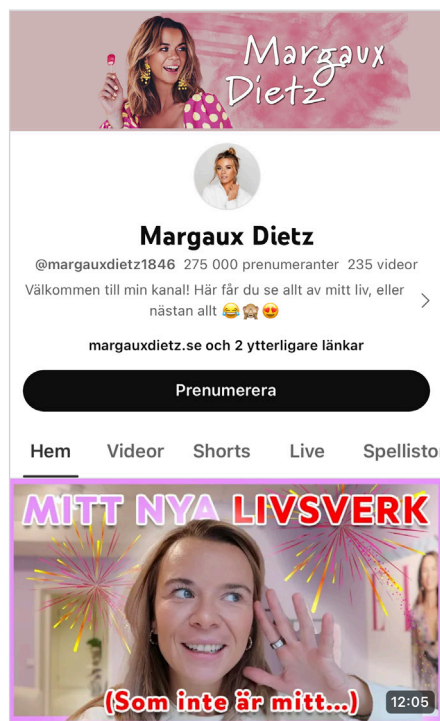 Margaux
Dietz
Margaux Dietz
@margauxdietz1846 275 000 prenumeranter 235 videor
Välkommen till min kanal! Här får du se allt av mitt liv, eller
nästan allt 😂🙈😍
margauxdietz.se och 2 ytterligare länkar
Prenumerera
Hem Videor Shorts Live Spellisto
MITT NYA LIVSVERK
(Som inte är mitt...)
12:05